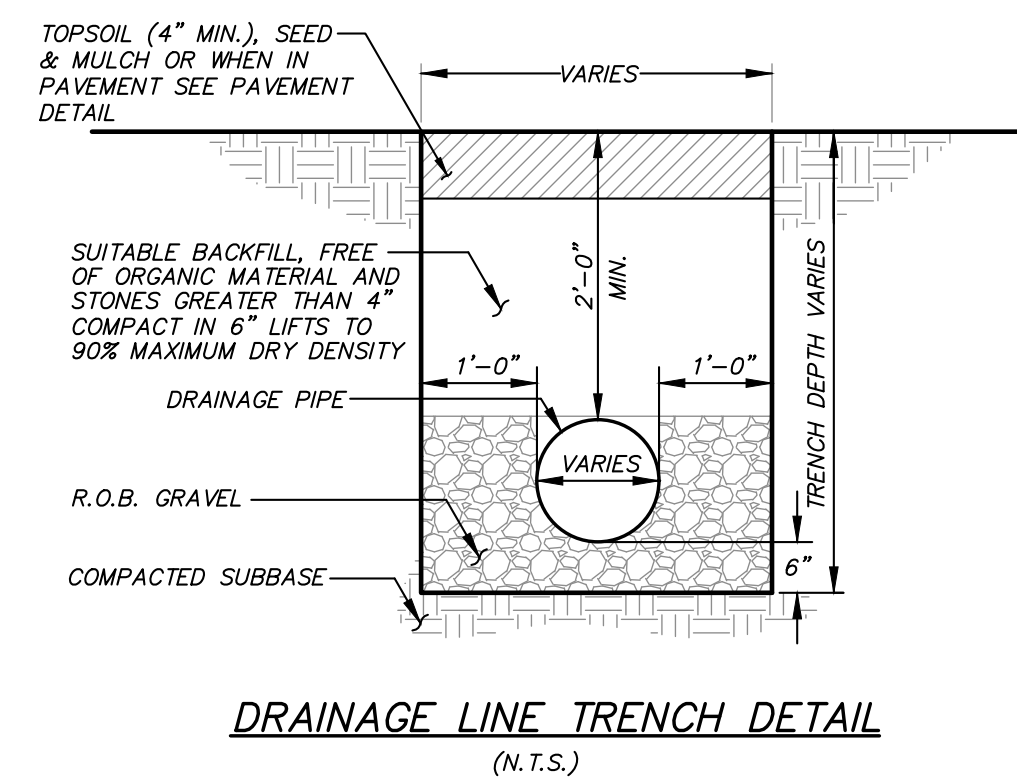 TOPSOIL (4" MIN.), SEED
& MULCH OR WHEN IN
PAVEMENT SEE PAVEMENT
DETAIL
VARIES
SUITABLE BACKFILL, FREE
OF ORGANIC MATERIAL AND
STONES GREATER THAN 4"
COMPACT IN 6" LIFTS TO
90% MAXIMUM DRY DENSITY
2'-0"
MIN.
TRENCH DEPTH VARIES
1'-0"
1'-0"
DRAINAGE PIPE
VARIES
R.O.B. GRAVEL
6"
COMPACTED SUBBASE
DRAINAGE LINE TRENCH DETAIL
(N.T.S.)